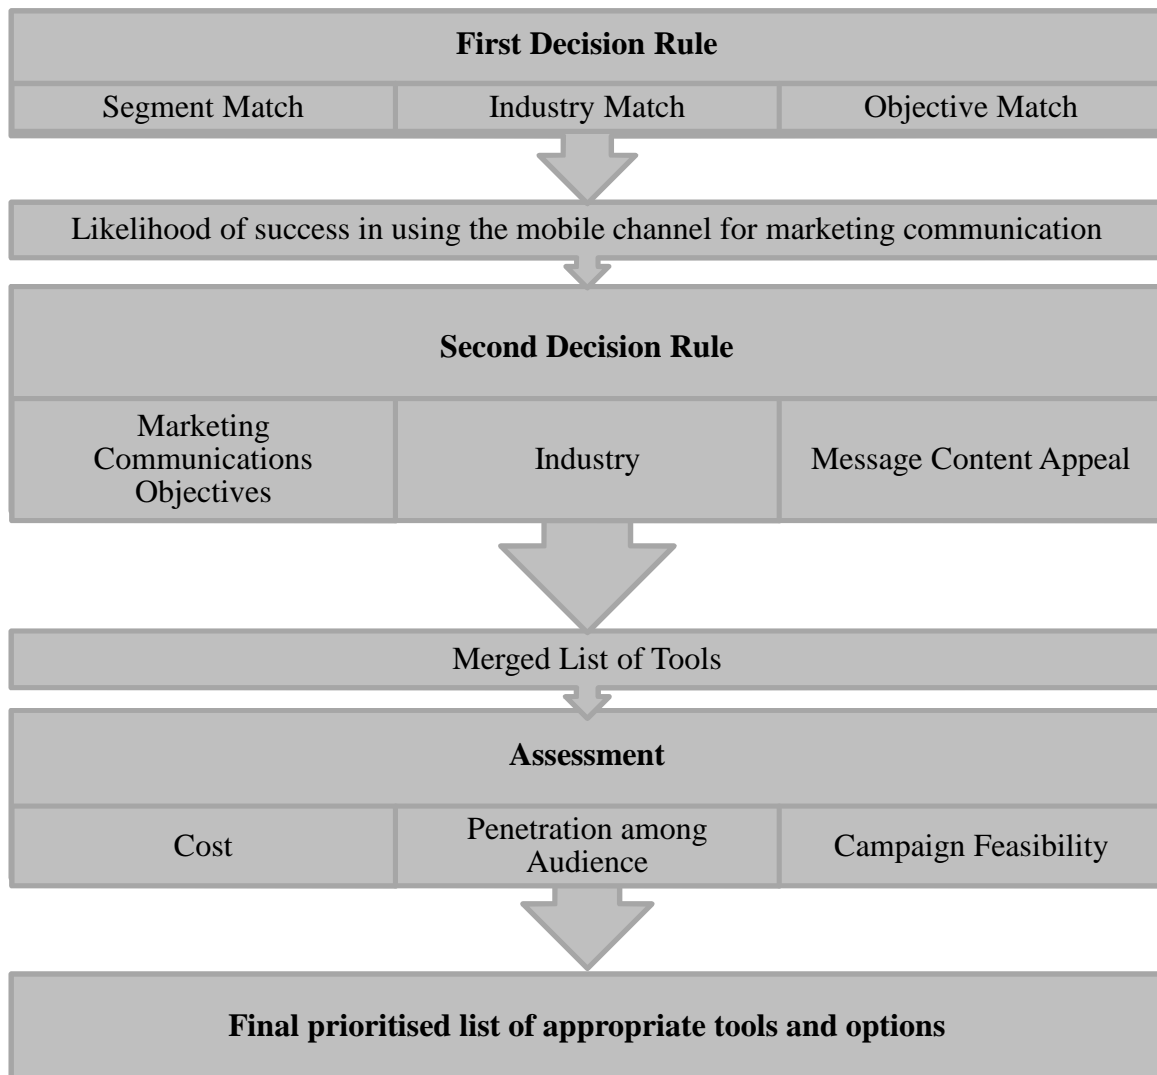 First Decision Rule
Segment Match
Industry Match
Objective Match
Likelihood of success in using the mobile channel for marketing communication
Second Decision Rule
Marketing
Communications
Objectives
Industry
Message Content Appeal
Merged List of Tools
Assessment
Cost
Penetration among
Audience
Campaign Feasibility
Final prioritised list of appropriate tools and options